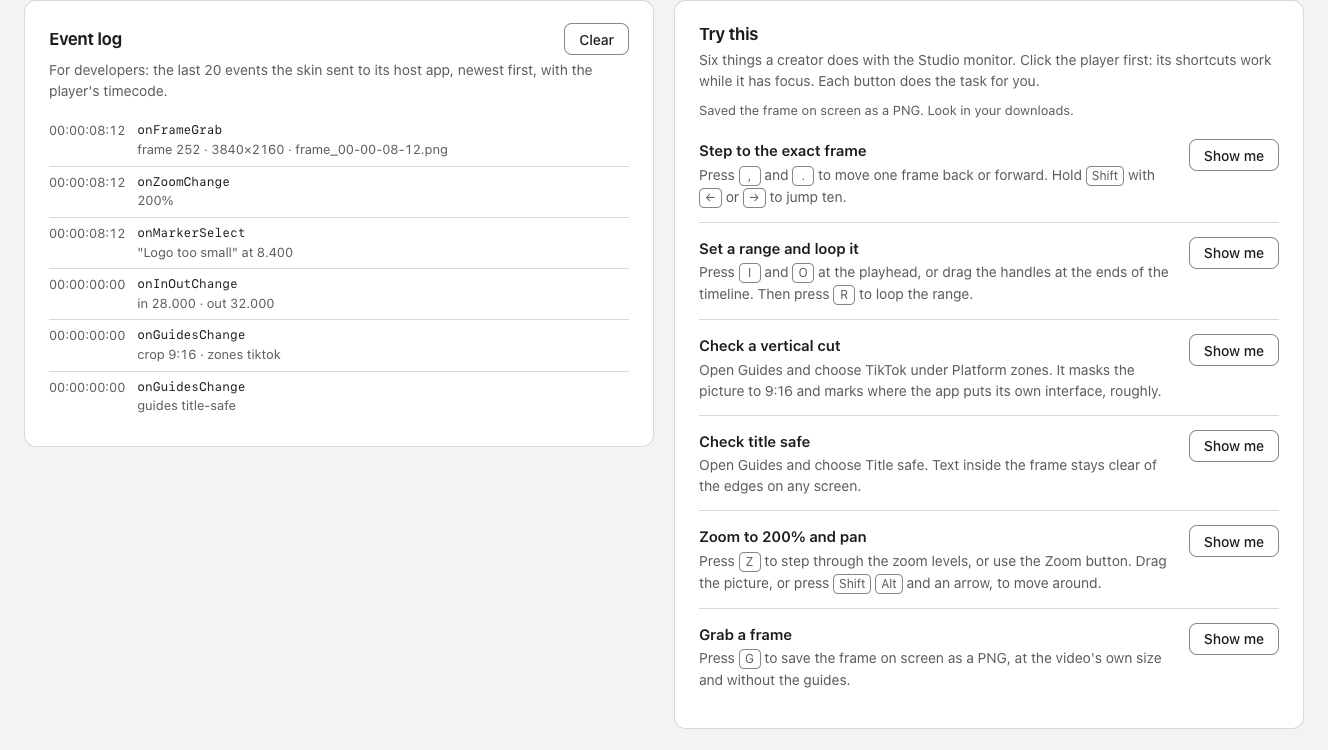 Event log
Clear
For developers: the last 20 events the skin sent to its host app, newest first, with the
player's timecode.
00:00:08:12 onFrameGrab
frame 252 · 3840×2160 · frame_00-00-08-12.png
00:00:08:12 onZoomChange
200%
00:00:08:12 onMarkerSelect
"Logo too small" at 8.400
00:00:00:00 onInOutChange
in 28.000 · out 32.000
00:00:00:00 onGuidesChange
crop 9:16 · zones tiktok
00:00:00:00 onGuidesChange
guides title-safe
Try this
Six things a creator does with the Studio monitor. Click the player first: its shortcuts work
while it has focus. Each button does the task for you.
Saved the frame on screen as a PNG. Look in your downloads.
Step to the exact frame
Show me
Press , and . to move one frame back or forward. Hold Shift with
← or → to jump ten.
Set a range and loop it
Show me
Press I and O at the playhead, or drag the handles at the ends of the
timeline. Then press R to loop the range.
Check a vertical cut
Show me
Open Guides and choose TikTok under Platform zones. It masks the
picture to 9:16 and marks where the app puts its own interface, roughly.
Check title safe
Show me
Open Guides and choose Title safe. Text inside the frame stays clear of
the edges on any screen.
Zoom to 200% and pan
Show me
Press Z to step through the zoom levels, or use the Zoom button. Drag
the picture, or press Shift Alt and an arrow, to move around.
Grab a frame
Show me
Press G to save the frame on screen as a PNG, at the video's own size
and without the guides.